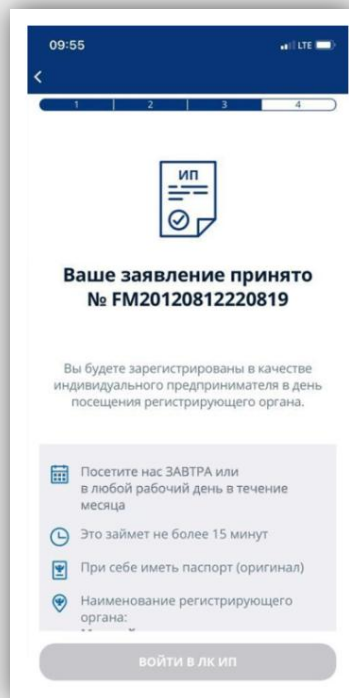 09:55
LTE
1 2 3 4
ИП
Ваше заявление принято
№ FM20120812220819
Вы будете зарегистрированы в качестве
индивидуального предпринимателя в день
посещения регистрирующего органа.
Посетите нас ЗАВТРА или
в любой рабочий день в течение
месяца
Это займет не более 15 минут
При себе иметь паспорт (оригинал)
Наименование регистрирующего
органа:
ВОЙТИ В ЛК ИП